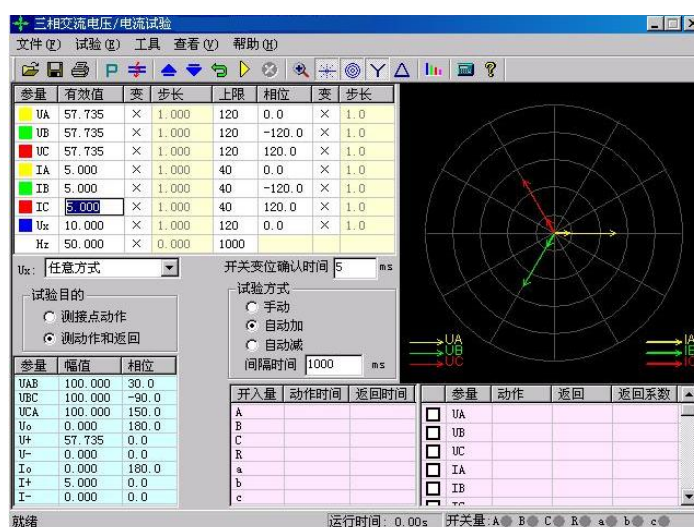 三相交流电压/电流试验
文件(F) 试验(E) 工具 查看(V) 帮助(H)
参量 有效值 变 步长 上限 相位 变 步长
UA 57.735 × 1.000 120 0.0 × 1.0
UB 57.735 × 1.000 120 -120.0 × 1.0
UC 57.735 × 1.000 120 120.0 × 1.0
IA 5.000 × 1.000 40 0.0 × 1.0
IB 5.000 × 1.000 40 -120.0 × 1.0
IC 5.000 × 1.000 40 120.0 × 1.0
Ux 10.000 × 1.000 120 0.0 × 1.0
Hz 50.000 × 0.000 1000
Ux: 任意方式 开关变位确认时间 5 ms
试验目的
测接点动作
测动作和返回
试验方式
手动
自动加
自动减
间隔时间 1000 ms
UA
UB
UC
IA
IB
IC
参量 幅值 相位
UAB 100.000 30.0
UBC 100.000 -90.0
UCA 100.000 150.0
Uo 0.000 180.0
U+ 57.735 0.0
U- 0.000 0.0
Io 0.000 180.0
I+ 5.000 0.0
I- 0.000 0.0
开入量 动作时间 返回时间
A
B
C
R
a
b
c
参量 动作 返回 返回系数
UA
UB
UC
IA
IB
就绪 运行时间: 0.00s 开关量:A B C R a b c